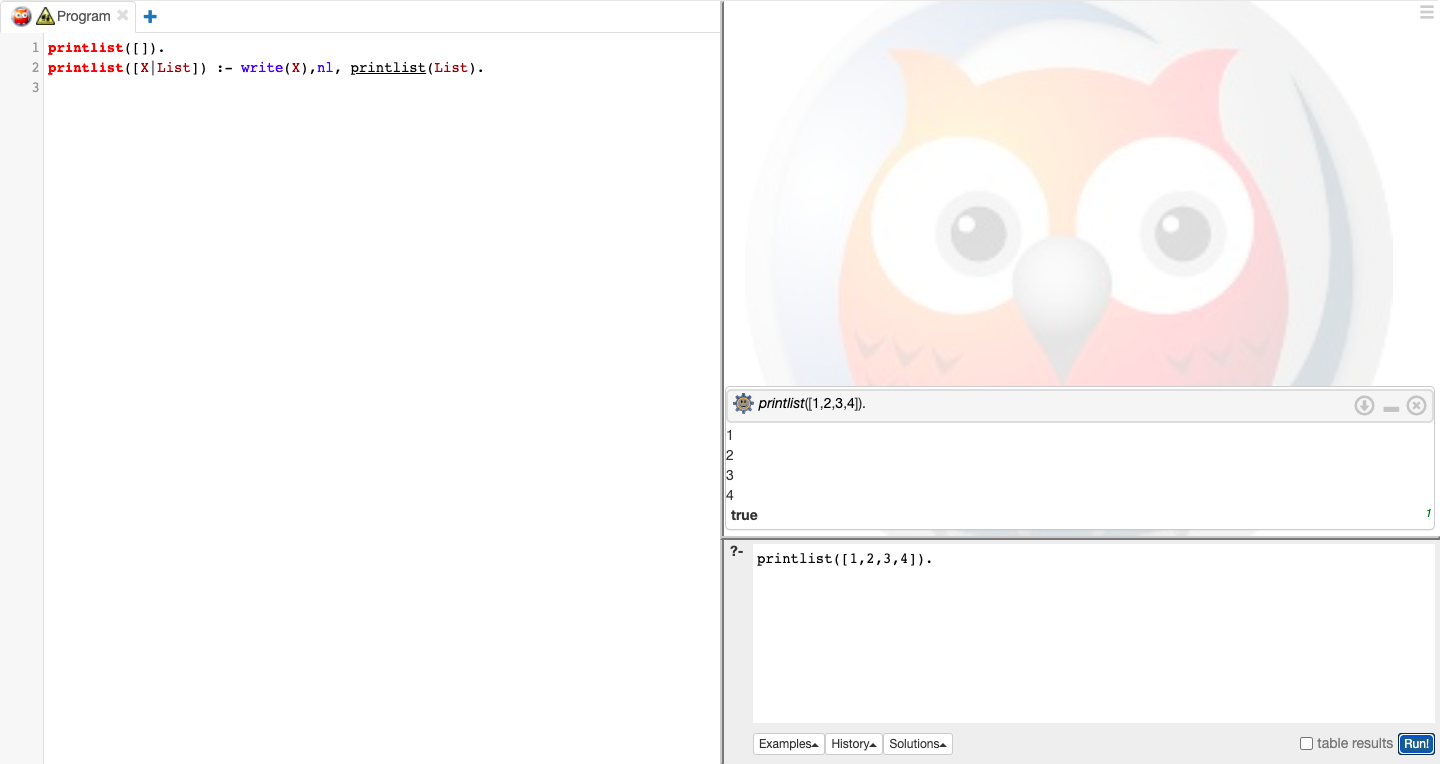 Program
1 printlist([]).
2 printlist([X|List]) :- write(X),nl, printlist(List).
3
printlist([1,2,3,4]).
1
2
3
4
true 1
?- printlist([1,2,3,4]).
Examples History Solutions table results Run!